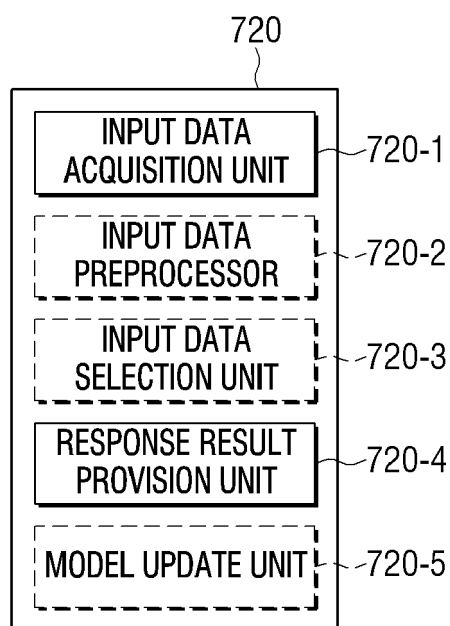 720
INPUT DATA
ACQUISITION UNIT
720-1
INPUT DATA
PREPROCESSOR
720-2
INPUT DATA
SELECTION UNIT
720-3
RESPONSE RESULT
PROVISION UNIT
720-4
MODEL UPDATE UNIT
720-5